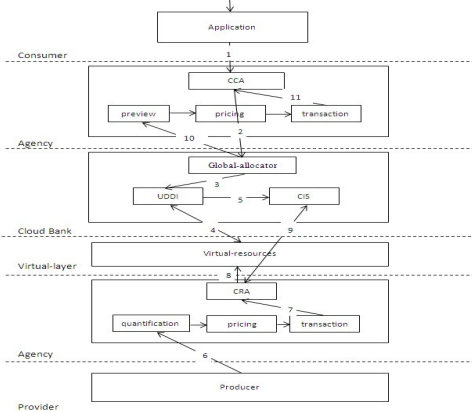 Application
1
Consumer
CCA
11
preview
pricing
transaction
2
10
Agency
Global-allocator
3
UDDI
5
CIS
Cloud Bank
4
9
Virtual-resources
Virtual-layer
8
CRA
7
quantification
pricing
transaction
Agency
6
Producer
Provider